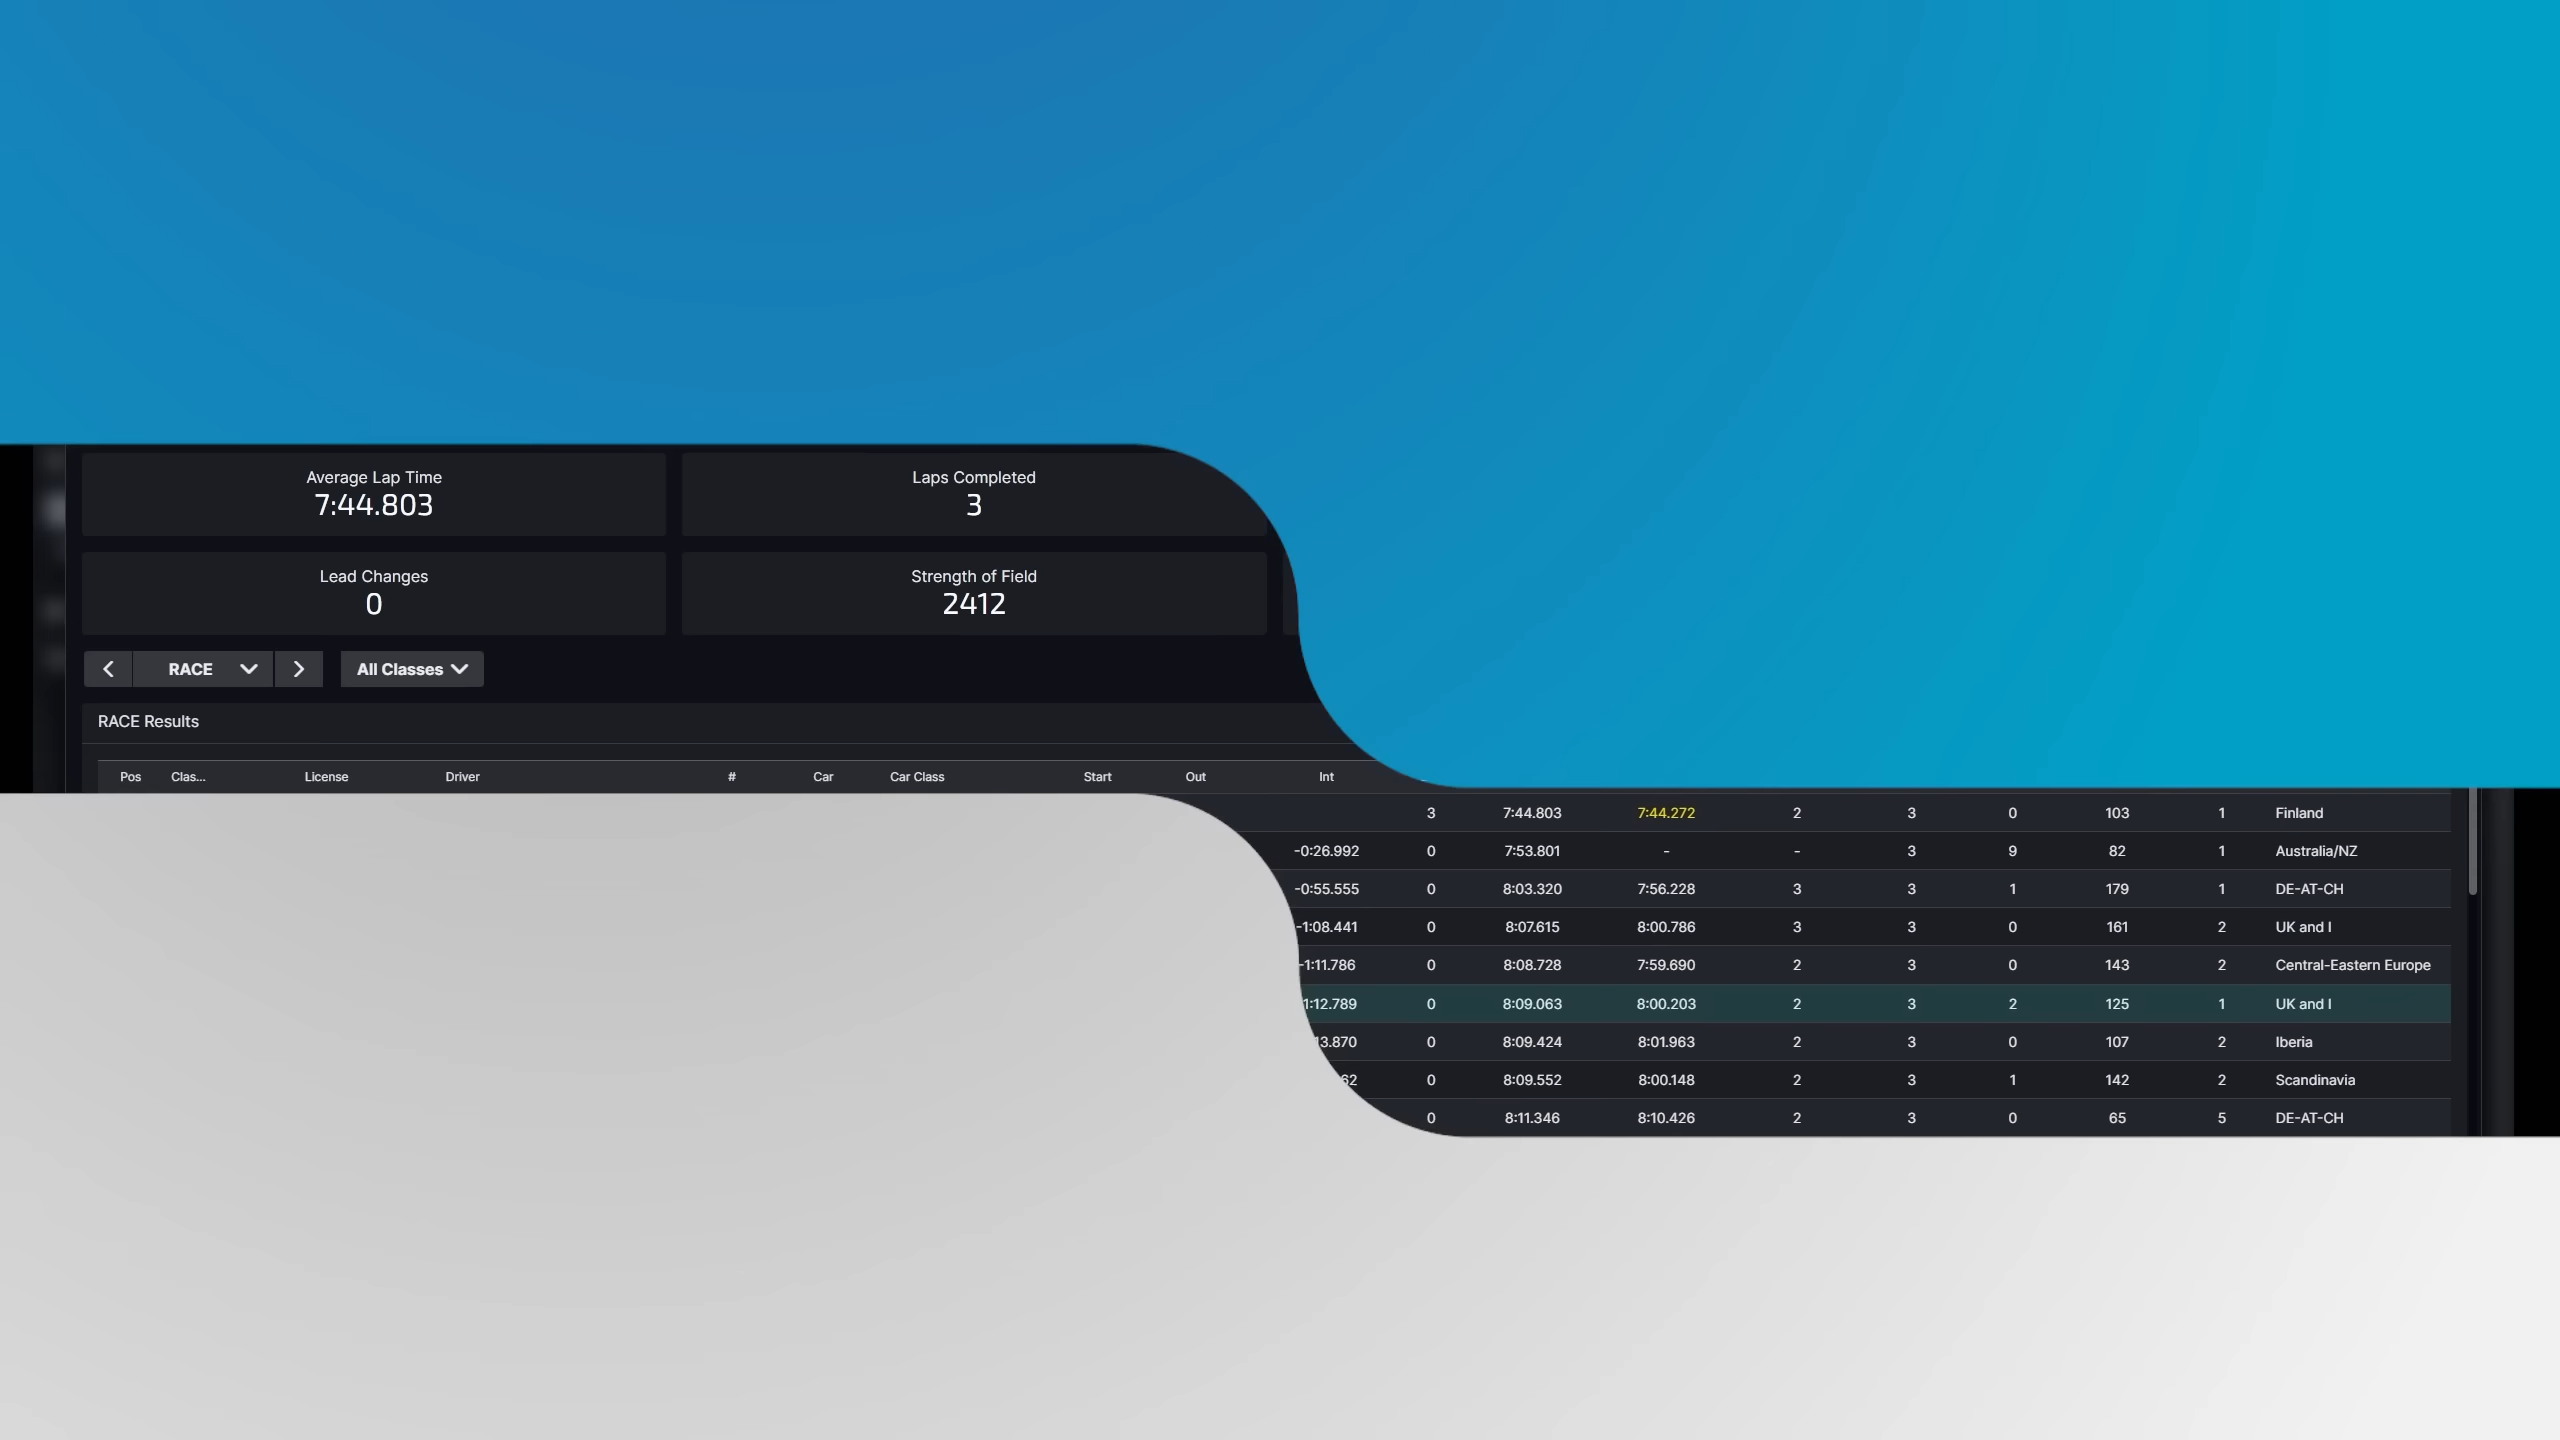 Average Lap Time Laps Completed
7:44.803 3
Lead Changes Strength of Field
0 2412
RACE All Classes
RACE Results
Pos Clas... License Driver # Car Car Class Start Out Int
3 7:44.803 7:44.272 2 3 0 103 1 Finland
-0:26.992 0 7:53.801 - - 3 9 82 1 Australia/NZ
-0:55.555 0 8:03.320 7:56.228 3 3 1 179 1 DE-AT-CH
-1:08.441 0 8:07.615 8:00.786 3 3 0 161 2 UK and I
-1:11.786 0 8:08.728 7:59.690 2 3 0 143 2 Central-Eastern Europe
1:12.789 0 8:09.063 8:00.203 2 3 2 125 1 UK and I
13.870 0 8:09.424 8:01.963 2 3 0 107 2 Iberia
62 0 8:09.552 8:00.148 2 3 1 142 2 Scandinavia
0 8:11.346 8:10.426 2 3 0 65 5 DE-AT-CH